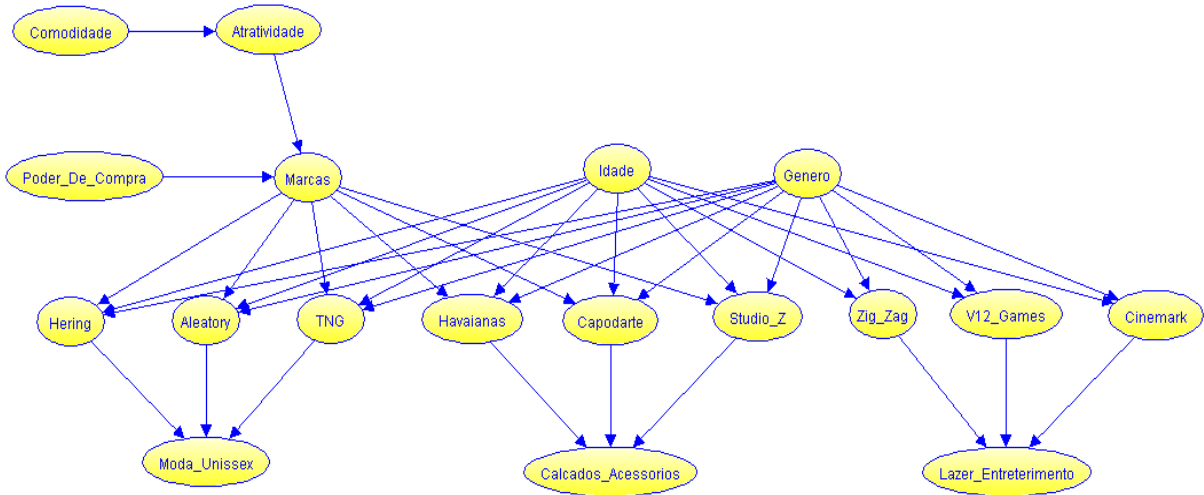 Comodidade
Atratividade
Poder_De_Compra
Marcas
Idade
Genero
Hering
Aleatory
TNG
Havaianas
Capodarte
Studio_Z
Zig_Zag
V12_Games
Cinemark
Moda_Unissex
Calcados_Acessorios
Lazer_Entreterimento